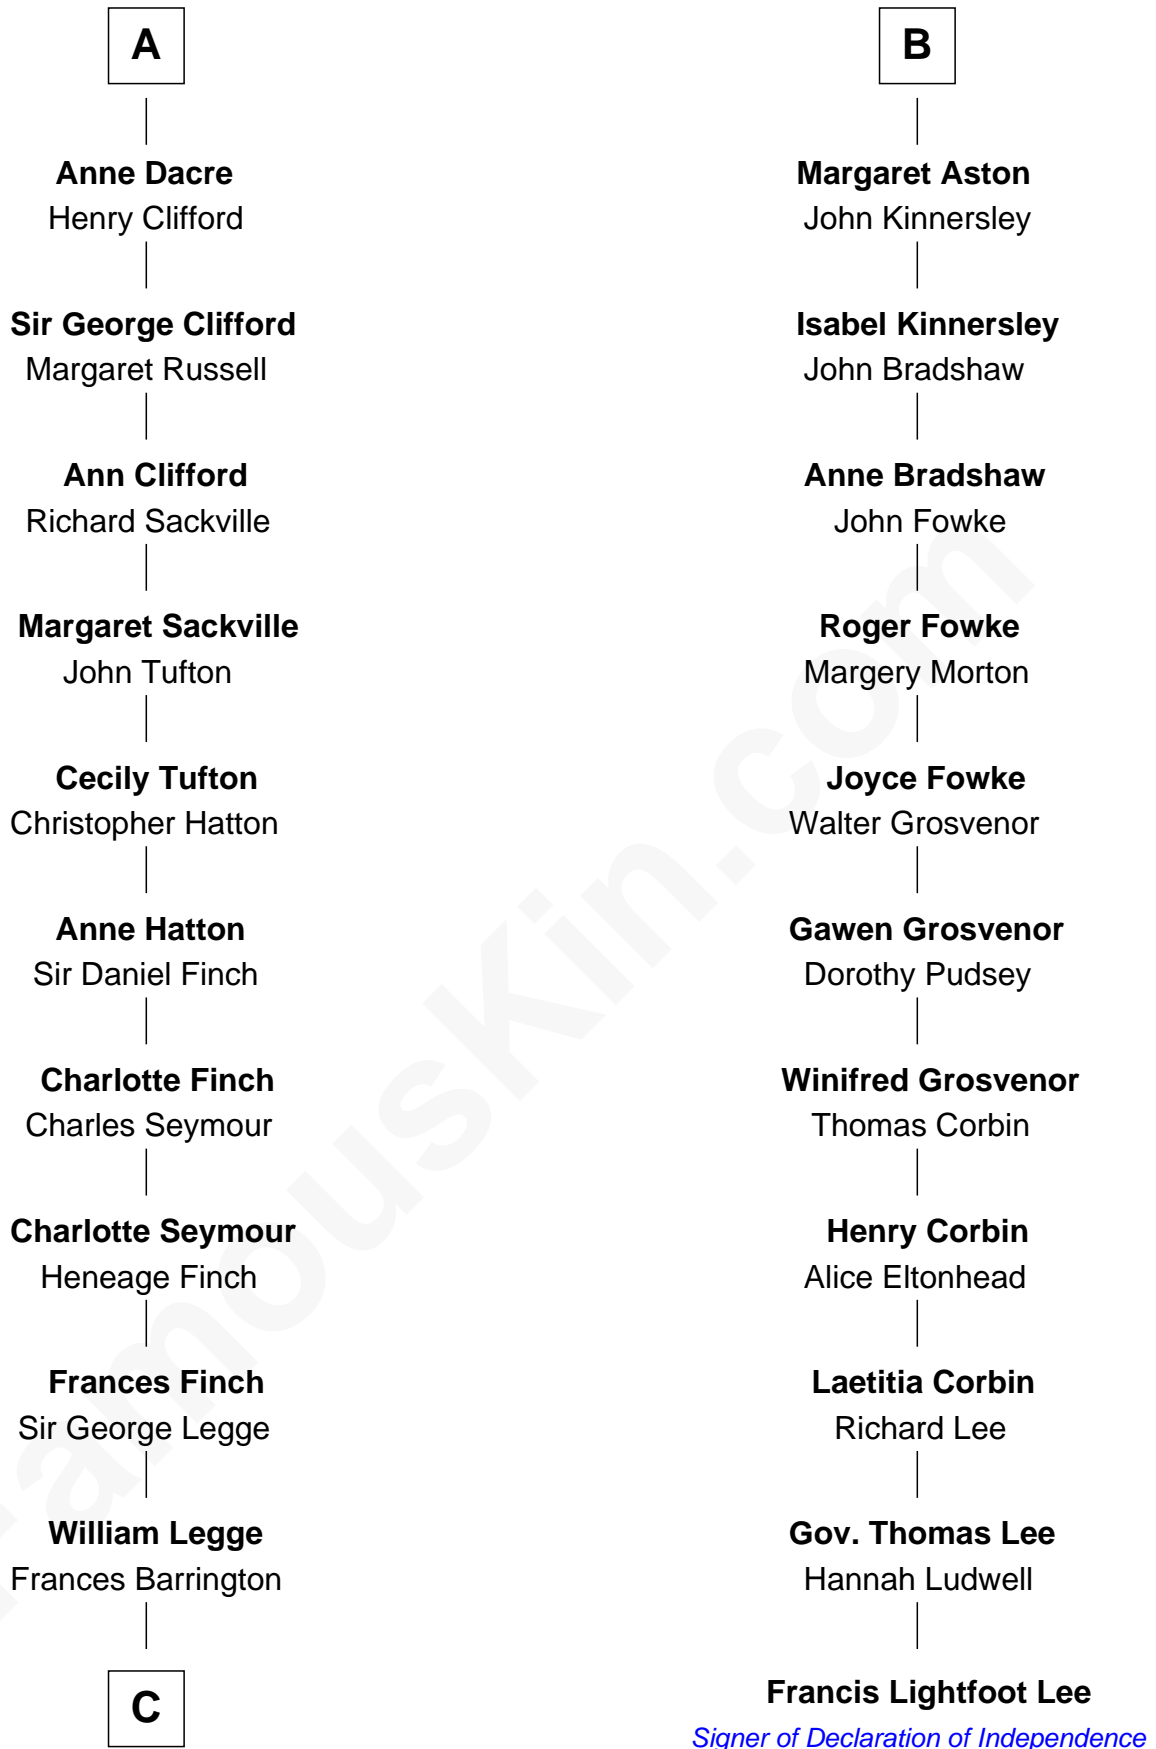 A
Anne Dacre
Henry Clifford
Sir George Clifford
Margaret Russell
Ann Clifford
Richard Sackville
Margaret Sackville
John Tufton
Cecily Tufton
Christopher Hatton
Anne Hatton
Sir Daniel Finch
Charlotte Finch
Charles Seymour
Charlotte Seymour
Heneage Finch
Frances Finch
Sir George Legge
William Legge
Frances Barrington
C
B
Margaret Aston
John Kinnersley
Isabel Kinnersley
John Bradshaw
Anne Bradshaw
John Fowke
Roger Fowke
Margery Morton
Joyce Fowke
Walter Grosvenor
Gawen Grosvenor
Dorothy Pudsey
Winifred Grosvenor
Thomas Corbin
Henry Corbin
Alice Eltonhead
Laetitia Corbin
Richard Lee
Gov. Thomas Lee
Hannah Ludwell
Francis Lightfoot Lee
Signer of Declaration of Independence
FamousKin.com